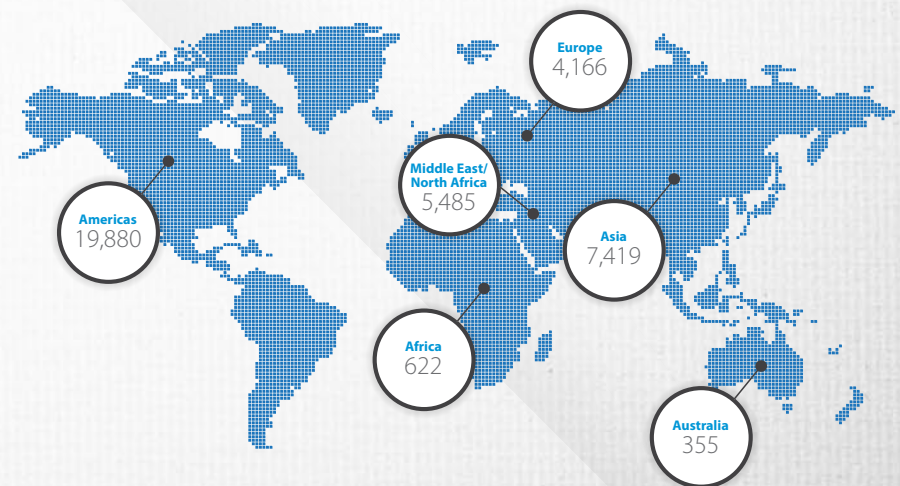 Europe
4,166
Middle East/
North Africa
5,485
Americas
19,880
Asia
7,419
Africa
622
Australia
355